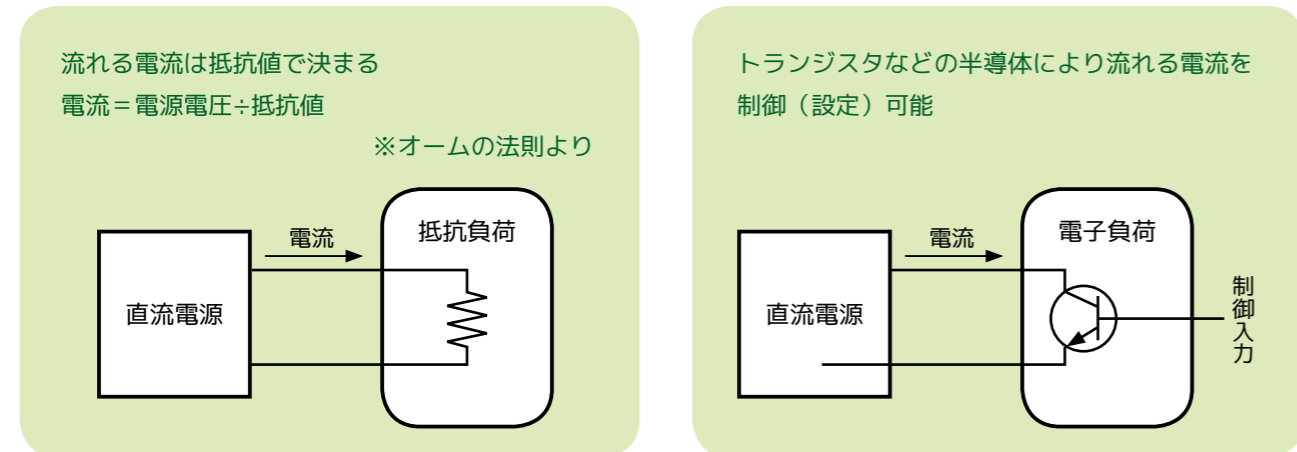 流れる電流は抵抗値で決まる
電流＝電源電圧÷抵抗値
※オームの法則より
電流
抵抗負荷
直流電源
トランジスタなどの半導体により流れる電流を
制御（設定）可能
電流
電子負荷
直流電源
制御入力